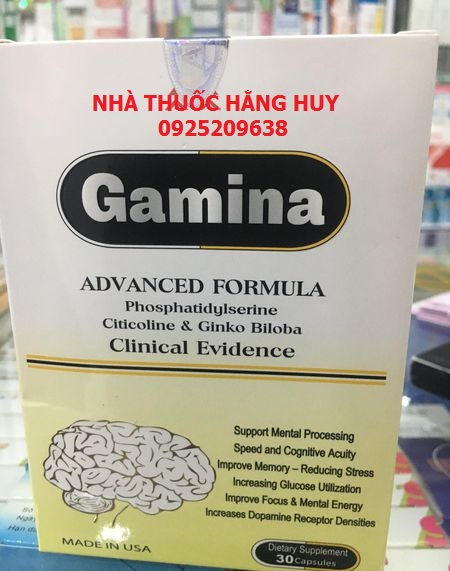 NHÀ THUỐC HẰNG HUY
0925209638
Gamina
ADVANCED FORMULA
Phosphatidylserine
Citicoline & Ginko Biloba
Clinical Evidence
Support Mental Processing
Speed and Cognitive Acuity
Improve Memory – Reducing Stress
Increasing Glucose Utilization
Improve Focus & Mental Energy
Increases Dopamine Receptor Densities
MADE IN USA
Dietary Supplement
30 Capsules